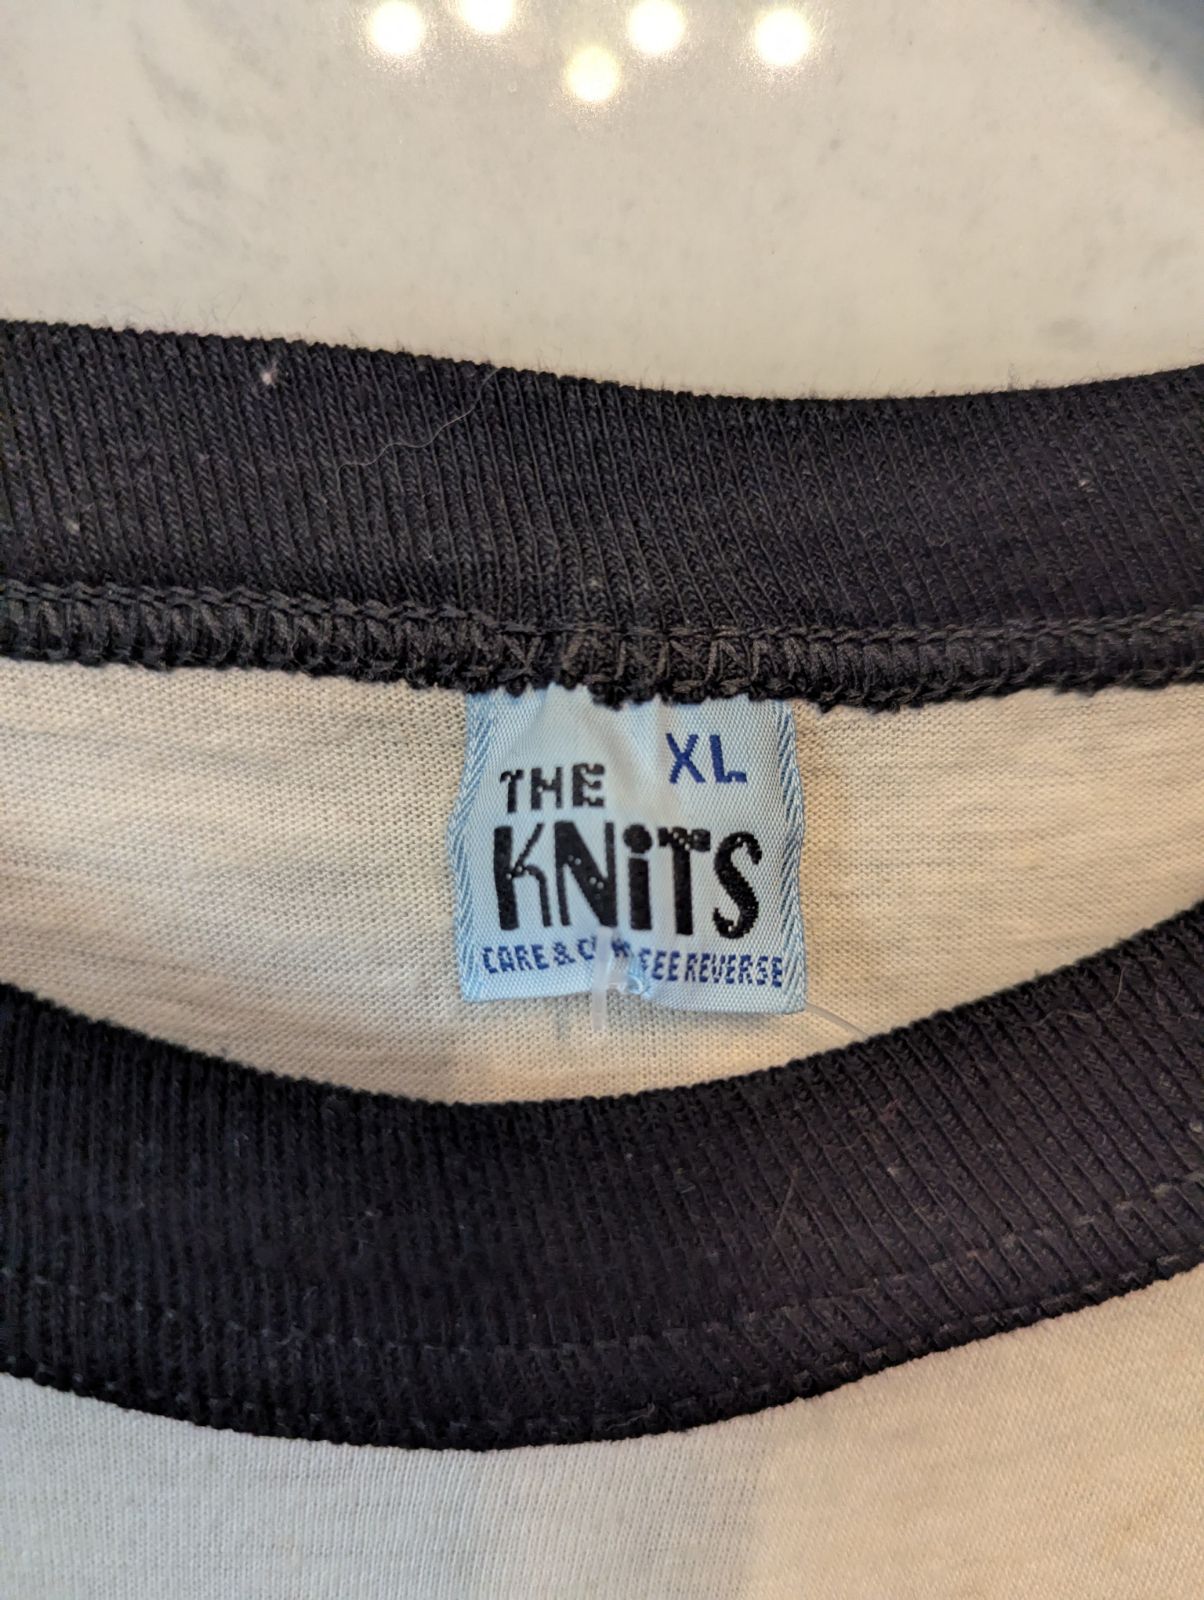 XL
THE
KNiTS
CARE & SEE REVERSE